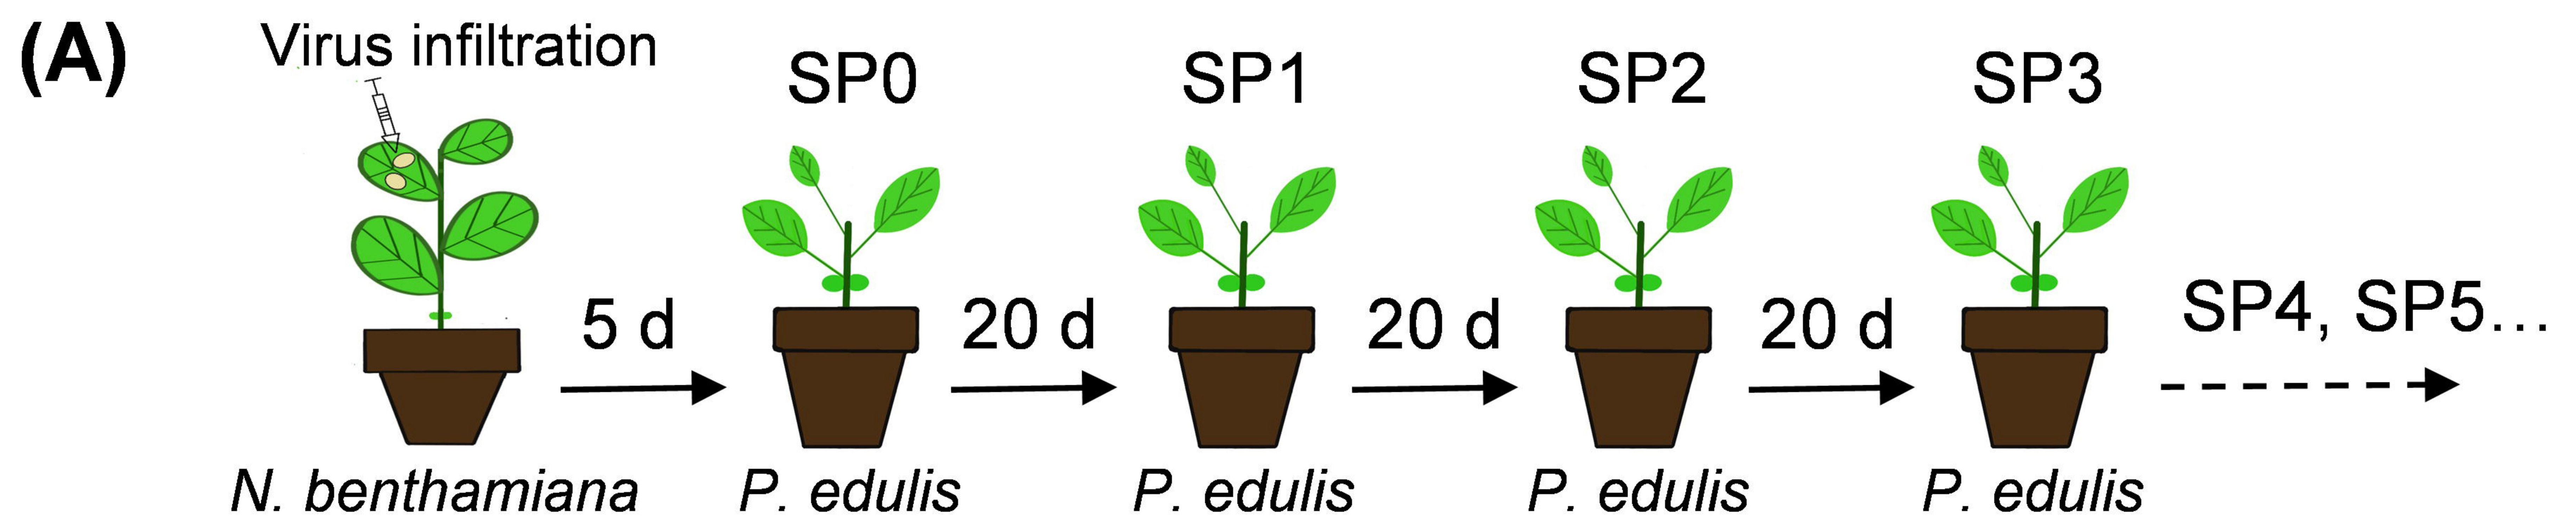 (A)
Virus infiltration
SP0
SP1
SP2
SP3
5 d
20 d
20 d
20 d
SP4, SP5...
N. benthamiana
P. edulis
P. edulis
P. edulis
P. edulis